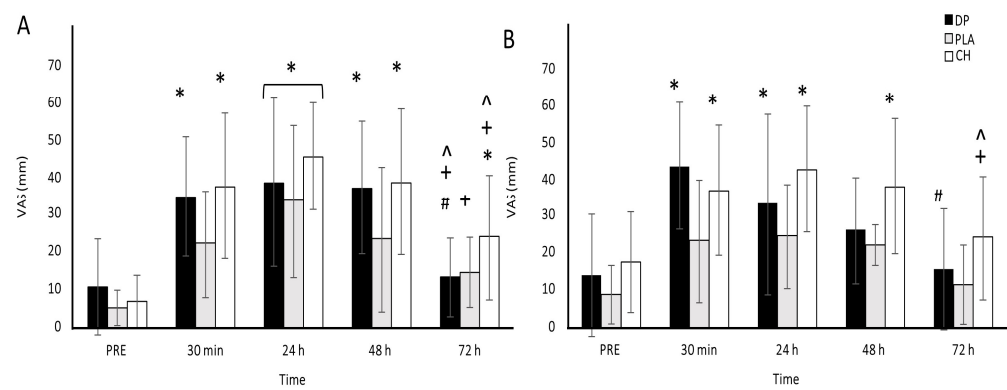 A
VAS (mm)
70
60
50
40
30
20
10
0
* * * * *
^
^ +
+ *
# +
PRE 30 min 24 h 48 h 72 h
Time
B
DP
PLA
CH
VAS (mm)
70
60
50
40
30
20
10
0
* * * * *
^
+
#
PRE 30 min 24 h 48 h 72 h
Time